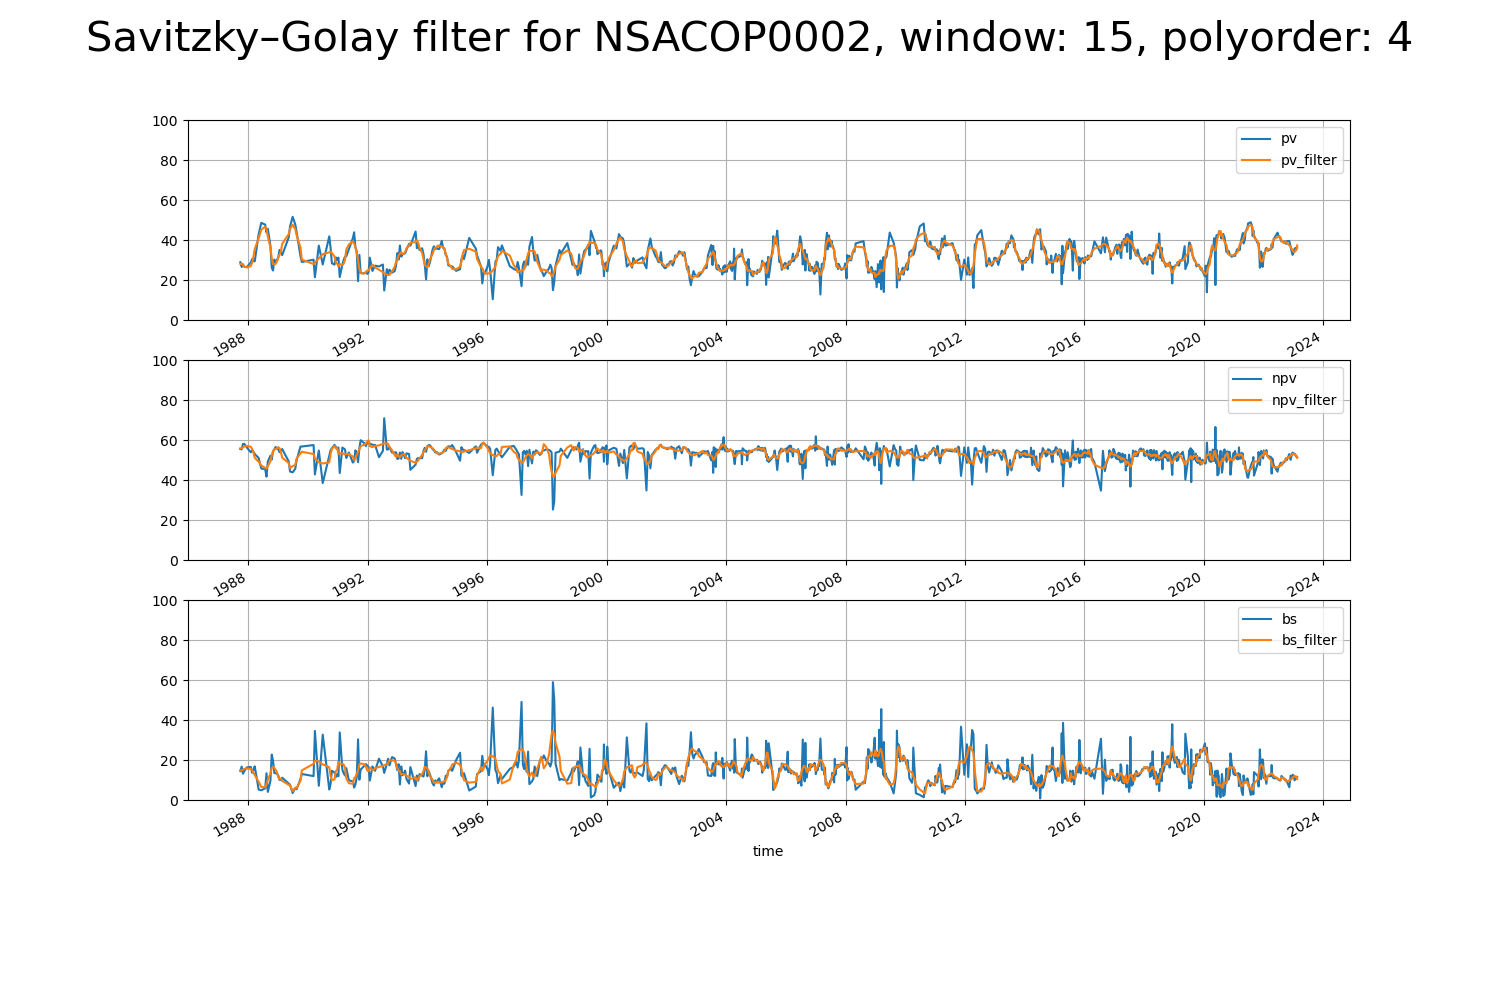 Savitzky–Golay filter for NSACOP0002, window: 15, polyorder: 4
100
80
60
40
20
0
pv
pv_filter
1988 1992 1996 2000 2004 2008 2012 2016 2020 2024
100
80
60
40
20
0
npv
npv_filter
1988 1992 1996 2000 2004 2008 2012 2016 2020 2024
100
80
60
40
20
0
bs
bs_filter
1988 1992 1996 2000 2004 2008 2012 2016 2020 2024
time